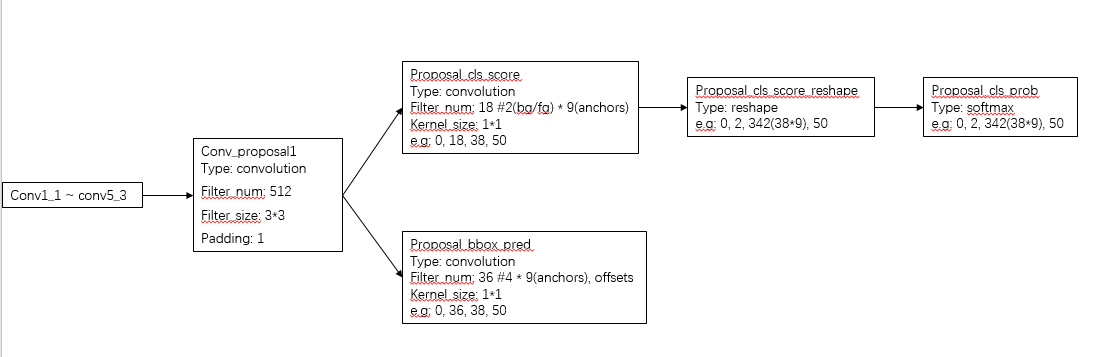 Conv1_1 ~ conv5_3
Conv_proposal1
Type: convolution
Filter_num: 512
Filter_size: 3*3
Padding: 1
Proposal_cls_score
Type: convolution
Filter_num: 18 #2(bg/fg) * 9(anchors)
Kernel_size: 1*1
e.g: 0, 18, 38, 50
Proposal_cls_score_reshape
Type: reshape
e.g: 0, 2, 342(38*9), 50
Proposal_cls_prob
Type: softmax
e.g: 0, 2, 342(38*9), 50
Proposal_bbox_pred
Type: convolution
Filter_num: 36 #4 * 9(anchors), offsets
Kernel_size: 1*1
e.g: 0, 36, 38, 50